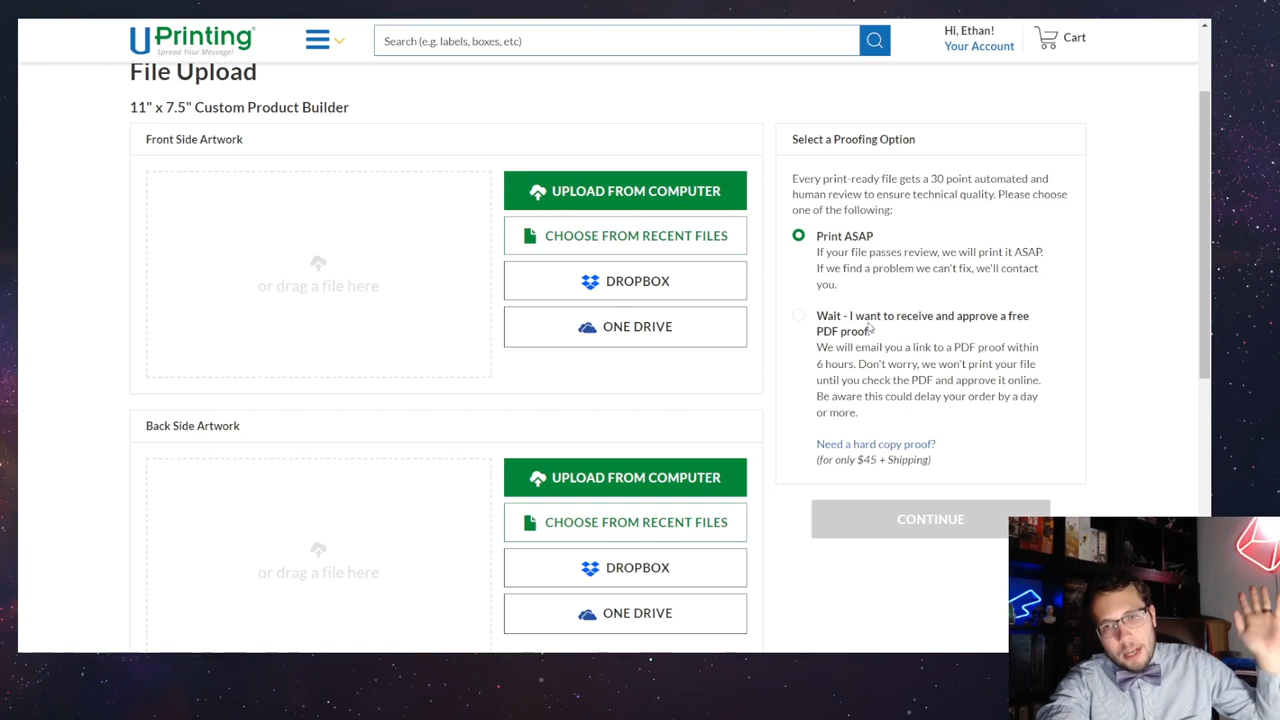 UPrinting
Spread Your Message!
Search (e.g. labels, boxes, etc)
Hi, Ethan!
Your Account
Cart
File Upload
11" x 7.5" Custom Product Builder
Front Side Artwork
or drag a file here
UPLOAD FROM COMPUTER
CHOOSE FROM RECENT FILES
DROPBOX
ONE DRIVE
Back Side Artwork
or drag a file here
UPLOAD FROM COMPUTER
CHOOSE FROM RECENT FILES
DROPBOX
ONE DRIVE
Select a Proofing Option
Every print-ready file gets a 30 point automated and
human review to ensure technical quality. Please choose
one of the following:
Print ASAP
If your file passes review, we will print it ASAP.
If we find a problem we can't fix, we'll contact
you.
Wait - I want to receive and approve a free
PDF proof.
We will email you a link to a PDF proof within
6 hours. Don't worry, we won't print your file
until you check the PDF and approve it online.
Be aware this could delay your order by a day
or more.
Need a hard copy proof?
(for only $45 + Shipping)
CONTINUE